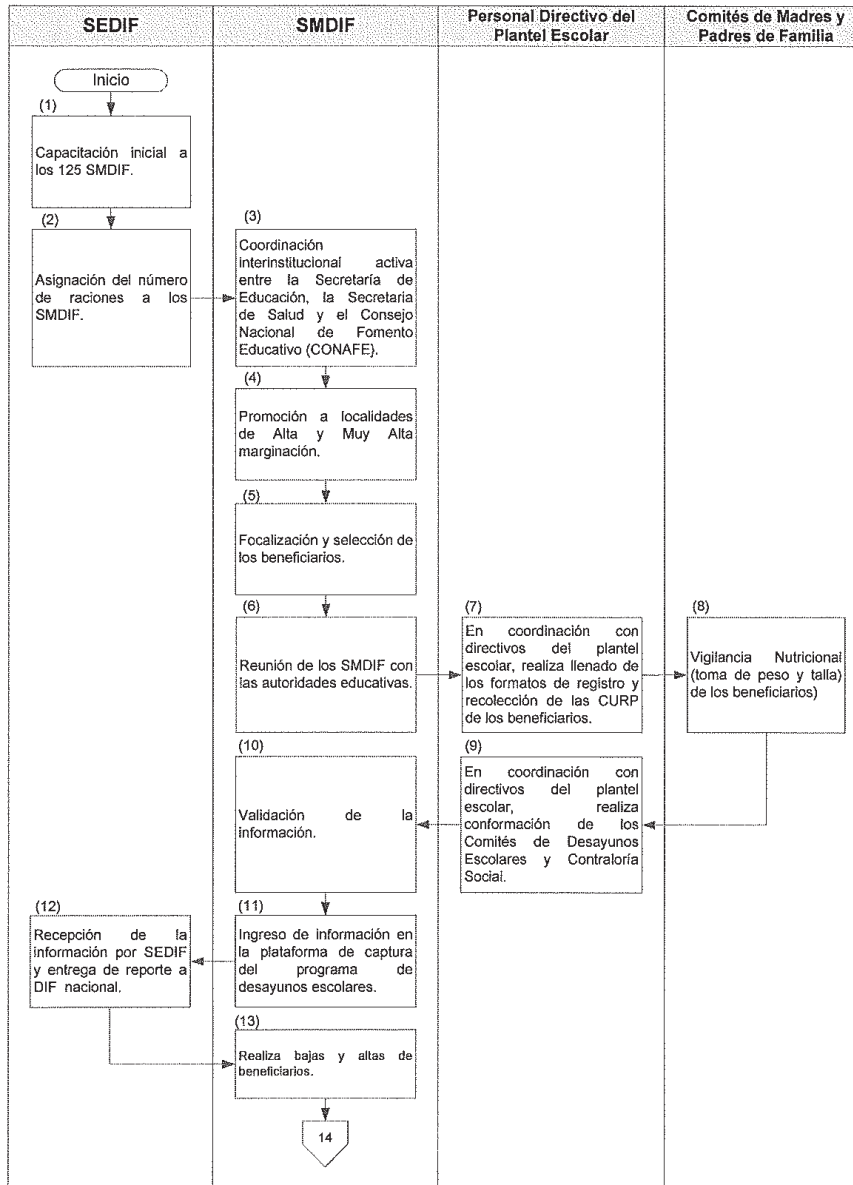 SEDIF
SMDIF
Personal Directivo del
Plantel Escolar
Comités de Madres y
Padres de Familia
Inicio
(1)
Capacitación inicial a
los 125 SMDIF.
(2)
Asignación del número
de raciones a los
SMDIF.
(3)
Coordinación
interinstitucional activa
entre la Secretaría de
Educación, la Secretaria
de Salud y el Consejo
Nacional de Fomento
Educativo (CONAFE).
(4)
Promoción a localidades
de Alta y Muy Alta
marginación.
(5)
Focalización y selección de
los beneficiarios.
(6)
Reunión de los SMDIF con
las autoridades educativas.
(7)
En coordinación con
directivos del plantel
escolar, realiza llenado de
los formatos de registro y
recolección de las CURP
de los beneficiarios.
(8)
Vigilancia Nutricional
(toma de peso y talla)
de los beneficiarios)
(9)
En coordinación con
directivos del plantel
escolar, realiza
conformación de los
Comités de Desayunos
Escolares y Contraloría
Social.
(10)
Validación de la
información.
(11)
Ingreso de información en
la plataforma de captura
del programa de
desayunos escolares.
(12)
Recepción de la
información por SEDIF
y entrega de reporte a
DIF nacional.
(13)
Realiza bajas y altas de
beneficiarios.
14